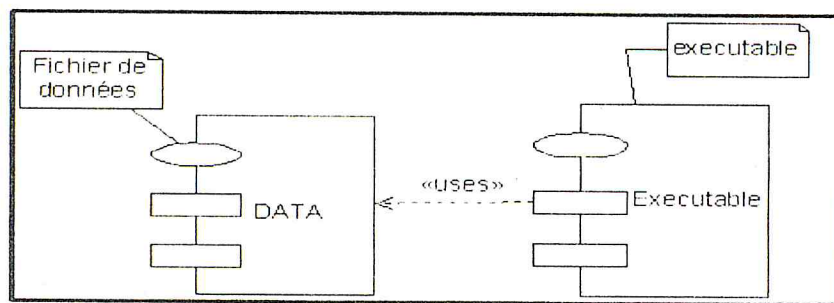 Fichier de
données
executable
«uses»
DATA
Executable